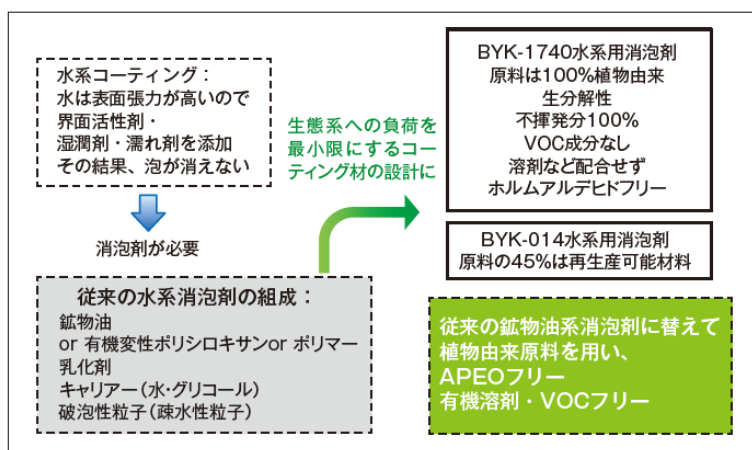 水系コーティング：
水は表面張力が高いので
界面活性剤・
湿潤剤・濡れ剤を添加
その結果、泡が消えない
消泡剤が必要
従来の水系消泡剤の組成：
鉱物油
or 有機変性ポリシロキサンor ポリマー
乳化剤
キャリアー（水・グリコール）
破泡性粒子（疎水性粒子）
生態系への負荷を
最小限にするコー
ティング材の設計に
BYK-1740水系用消泡剤
原料は100%植物由来
生分解性
不揮発分100%
VOC成分なし
溶剤など配合せず
ホルムアルデヒドフリー
BYK-014水系用消泡剤
原料の45%は再生産可能材料
従来の鉱物油系消泡剤に替えて
植物由来原料を用い、
APEOフリー
有機溶剤・VOCフリー